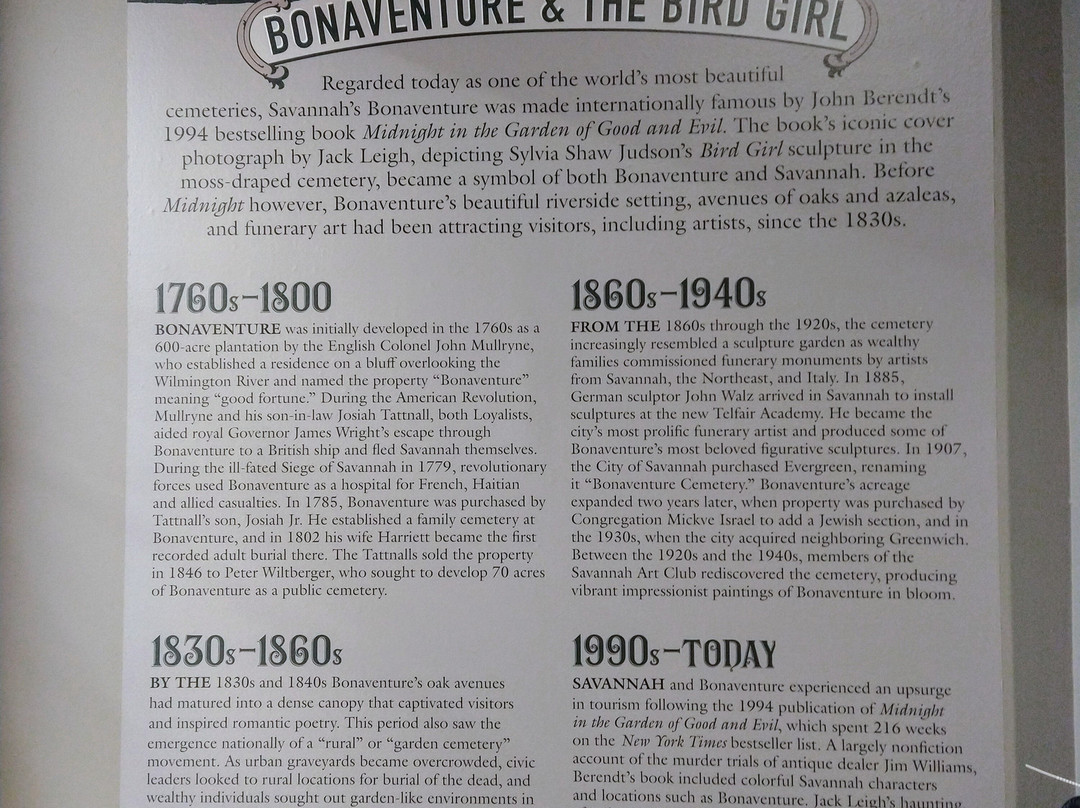 BONAVENTURE & THE BIRD GIRL
Regarded today as one of the world's most beautiful
cemeteries, Savannah's Bonaventure was made internationally famous by John Berendt's
1994 bestselling book Midnight in the Garden of Good and Evil. The book's iconic cover
photograph by Jack Leigh, depicting Sylvia Shaw Judson's Bird Girl sculpture in the
moss-draped cemetery, became a symbol of both Bonaventure and Savannah. Before
Midnight however, Bonaventure's beautiful riverside setting, avenues of oaks and azaleas,
and funerary art had been attracting visitors, including artists, since the 1830s.
1760s–1800
BONAVENTURE was initially developed in the 1760s as a
600-acre plantation by the English Colonel John Mullryne,
who established a residence on a bluff overlooking the
Wilmington River and named the property “Bonaventure”
meaning “good fortune.” During the American Revolution,
Mullryne and his son-in-law Josiah Tattnall, both Loyalists,
aided royal Governor James Wright's escape through
Bonaventure to a British ship and fled Savannah themselves.
During the ill-fated Siege of Savannah in 1779, revolutionary
forces used Bonaventure as a hospital for French, Haitian
and allied casualties. In 1785, Bonaventure was purchased by
Tattnall's son, Josiah Jr. He established a family cemetery at
Bonaventure, and in 1802 his wife Harriett became the first
recorded adult burial there. The Tattnalls sold the property
in 1846 to Peter Wiltberger, who sought to develop 70 acres
of Bonaventure as a public cemetery.
1830s–1860s
BY THE 1830s and 1840s Bonaventure's oak avenues
had matured into a dense canopy that captivated visitors
and inspired romantic poetry. This period also saw the
emergence nationally of a “rural” or “garden cemetery”
movement. As urban graveyards became overcrowded, civic
leaders looked to rural locations for burial of the dead, and
wealthy individuals sought out garden-like environments in
1860s–1940s
FROM THE 1860s through the 1920s, the cemetery
increasingly resembled a sculpture garden as wealthy
families commissioned funerary monuments by artists
from Savannah, the Northeast, and Italy. In 1885,
German sculptor John Walz arrived in Savannah to install
sculptures at the new Telfair Academy. He became the
city's most prolific funerary artist and produced some of
Bonaventure's most beloved figurative sculptures. In 1907,
the City of Savannah purchased Evergreen, renaming
it “Bonaventure Cemetery.” Bonaventure's acreage
expanded two years later, when property was purchased by
Congregation Mickve Israel to add a Jewish section, and in
the 1930s, when the city acquired neighboring Greenwich.
Between the 1920s and the 1940s, members of the
Savannah Art Club rediscovered the cemetery, producing
vibrant impressionist paintings of Bonaventure in bloom.
1990s–TODAY
SAVANNAH and Bonaventure experienced an upsurge
in tourism following the 1994 publication of Midnight
in the Garden of Good and Evil, which spent 216 weeks
on the New York Times bestseller list. A largely nonfiction
account of the murder trials of antique dealer Jim Williams,
Berendt's book included colorful Savannah characters
and locations such as Bonaventure. Jack Leigh's haunting